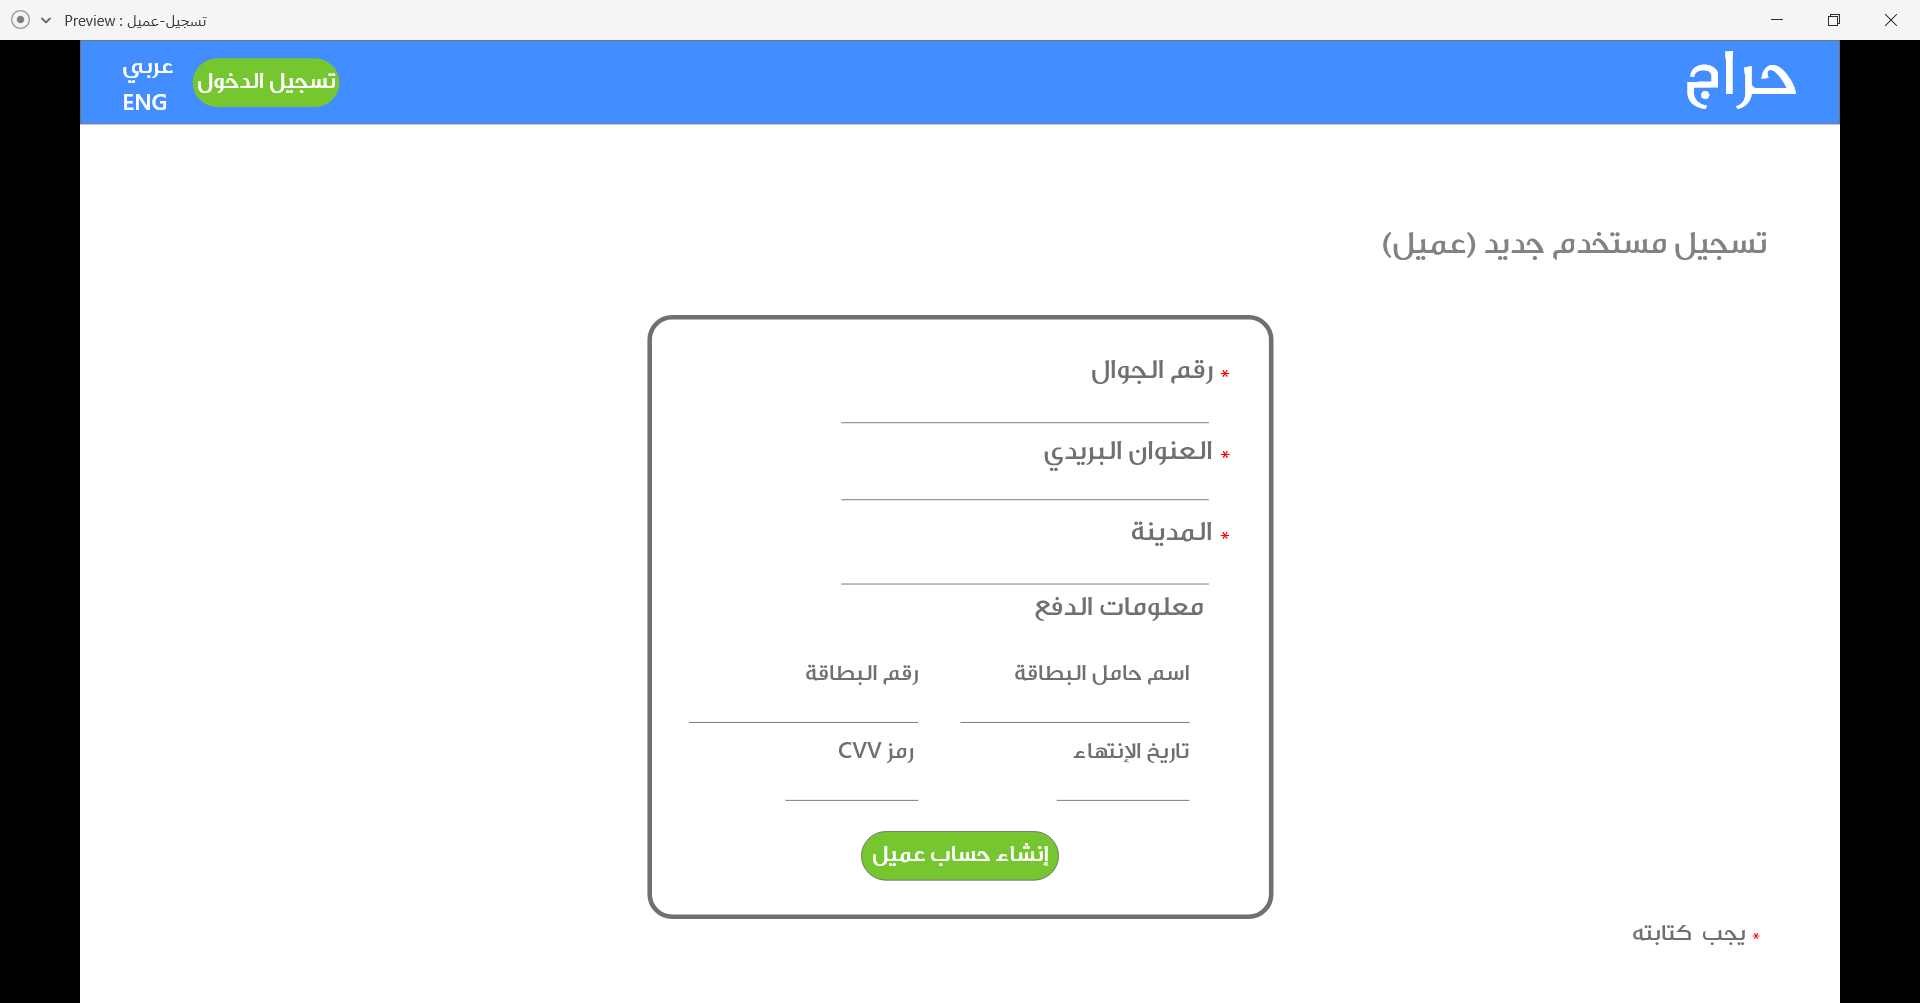 Preview : تسجيل-عميل
حراج
تسجيل الدخول
عربي
ENG
تسجيل مستخدم جديد (عميل)
* رقم الجوال
* العنوان البريدي
* المدينة
معلومات الدفع
اسم حامل البطاقة
رقم البطاقة
تاريخ الإنتهاء
رمز CVV
إنشاء حساب عميل
* يجب كتابته